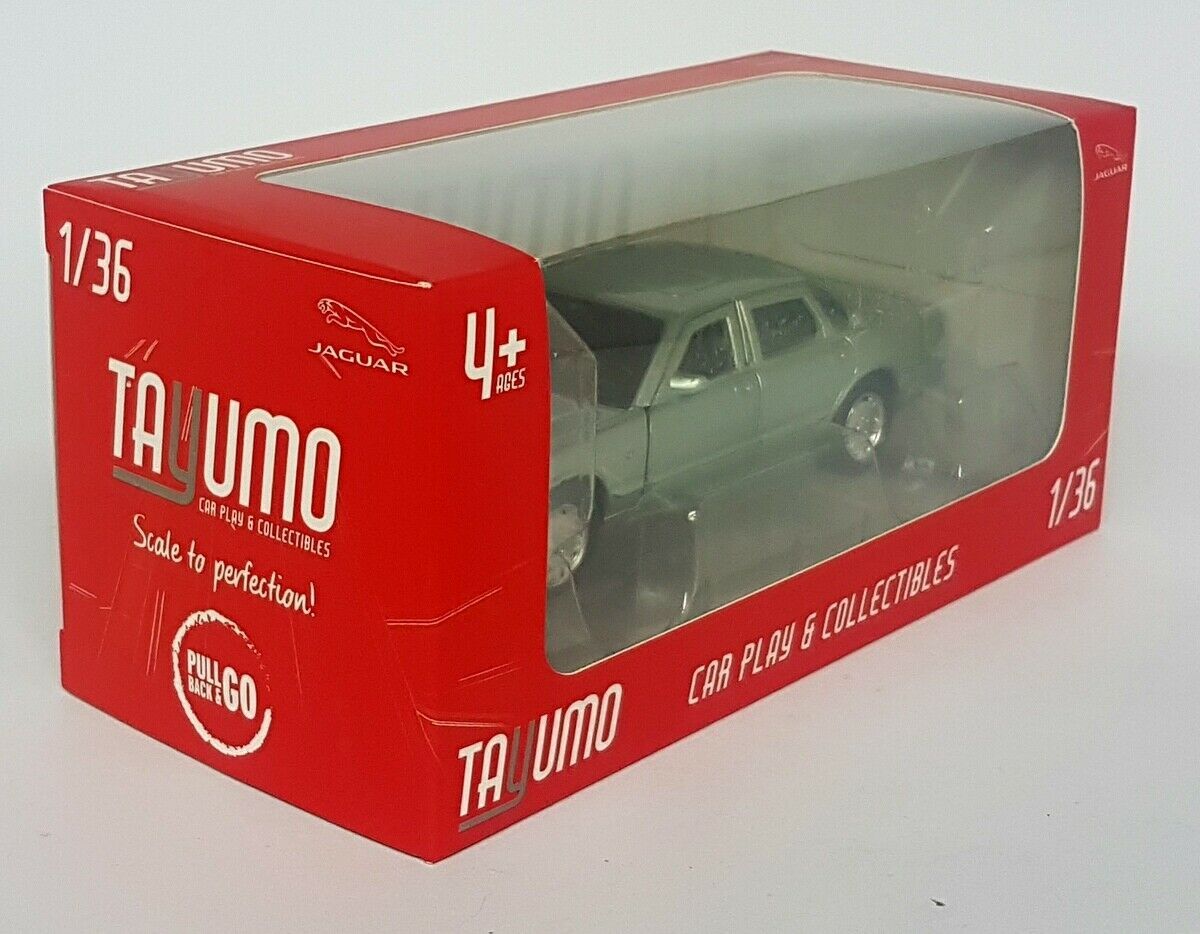 TAYUMO
1/36
JAGUAR
TAYUMO
CAR PLAY & COLLECTIBLES
Scale to perfection!
PULL
BACK &
GO
4+
AGES
JAGUAR
1/36
CAR PLAY & COLLECTIBLES
TAYUMO